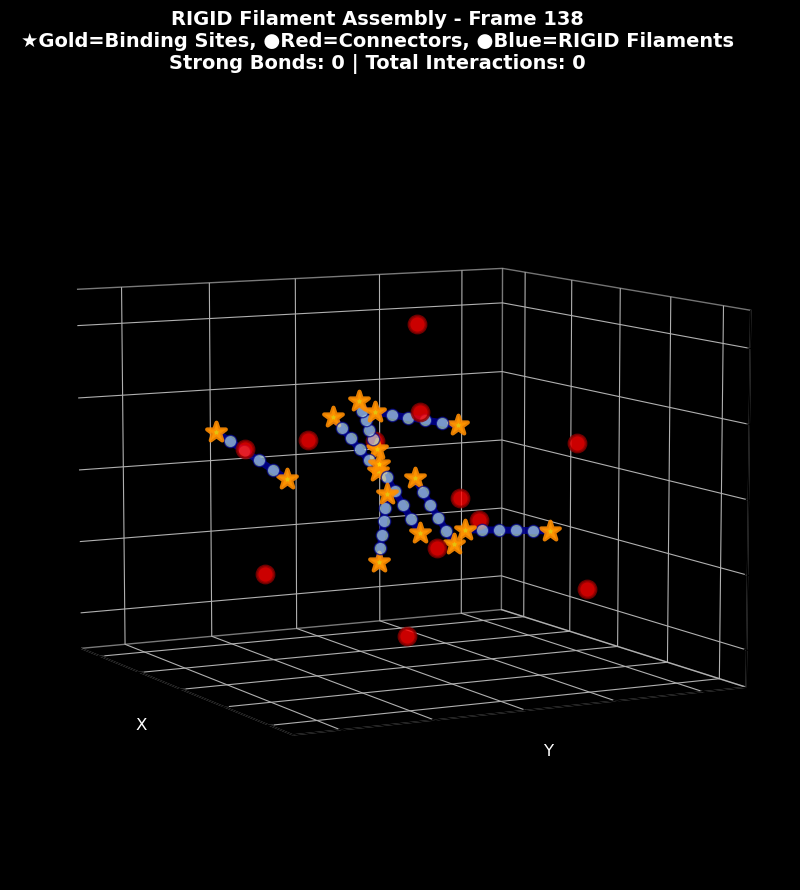 RIGID Filament Assembly - Frame 138
★Gold=Binding Sites, ●Red=Connectors, ●Blue=RIGID Filaments
Strong Bonds: 0 | Total Interactions: 0
X
Y